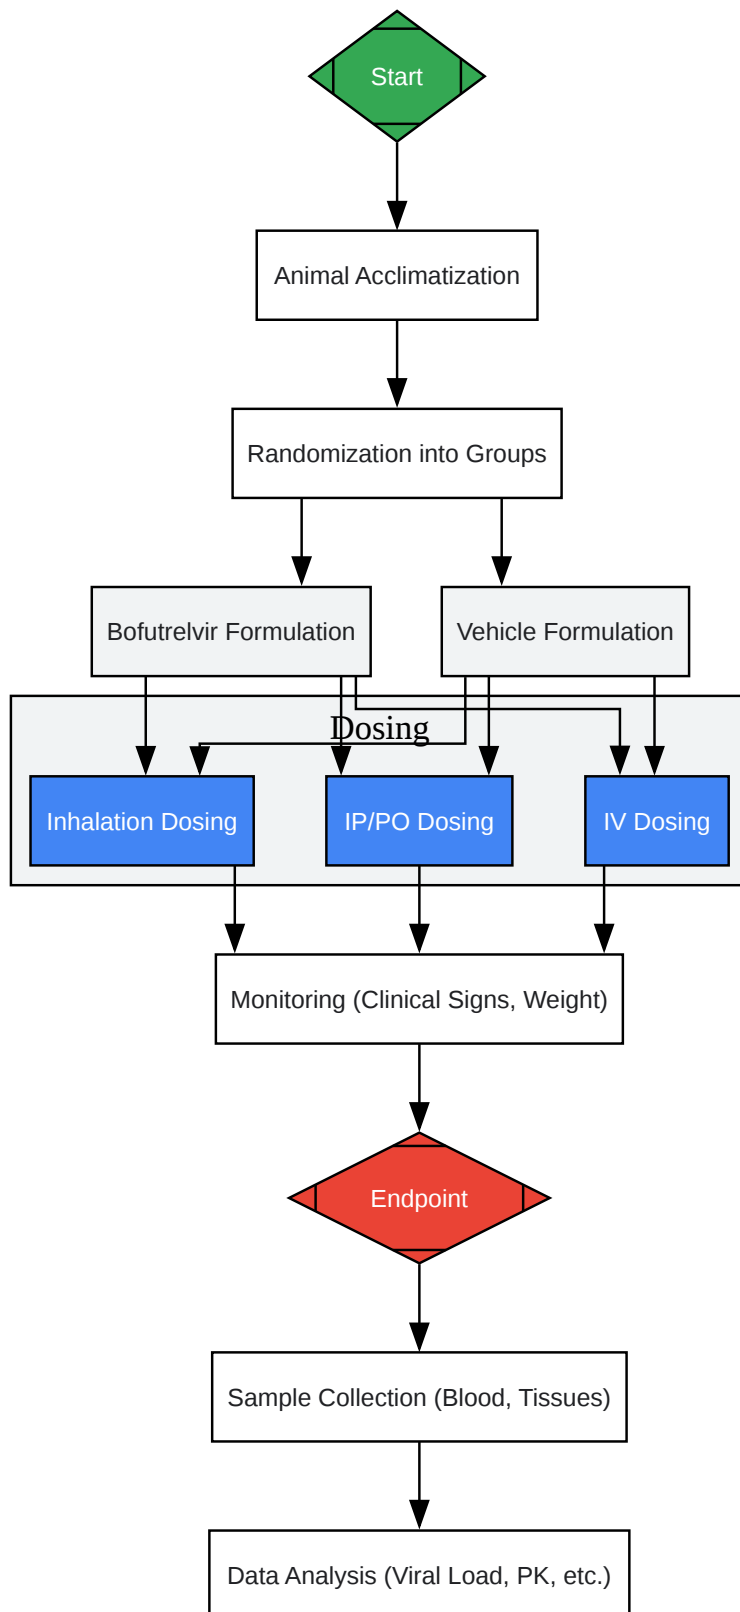 Start
Animal Acclimatization
Randomization into Groups
Bofutrelvir Formulation
Vehicle Formulation
Dosing
Inhalation Dosing
IP/PO Dosing
IV Dosing
Monitoring (Clinical Signs, Weight)
Endpoint
Sample Collection (Blood, Tissues)
Data Analysis (Viral Load, PK, etc.)